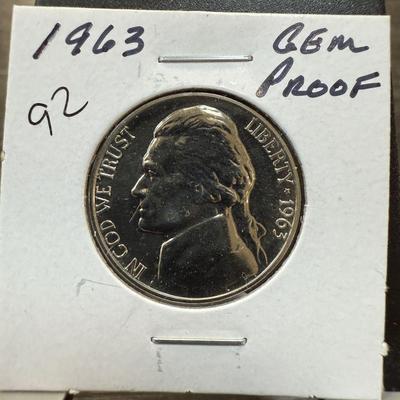 1963 GEM
PROOF
92
IN GOD WE TRUST
LIBERTY ★ 1963